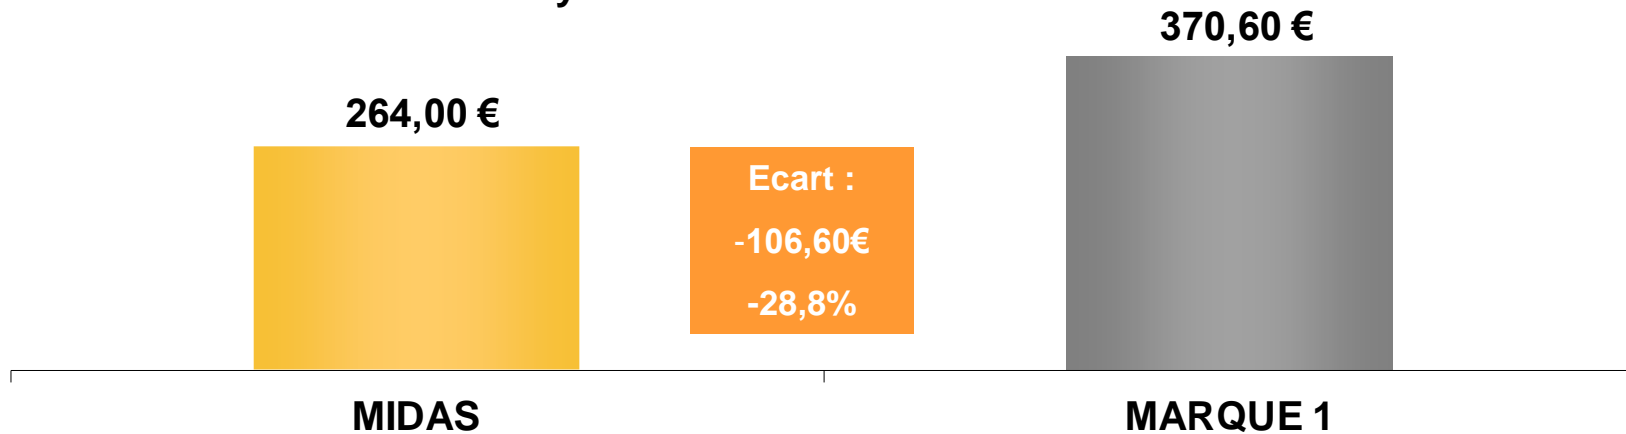 370,60 €
264,00 €
Ecart :
-106,60€
-28,8%
MIDAS
MARQUE 1